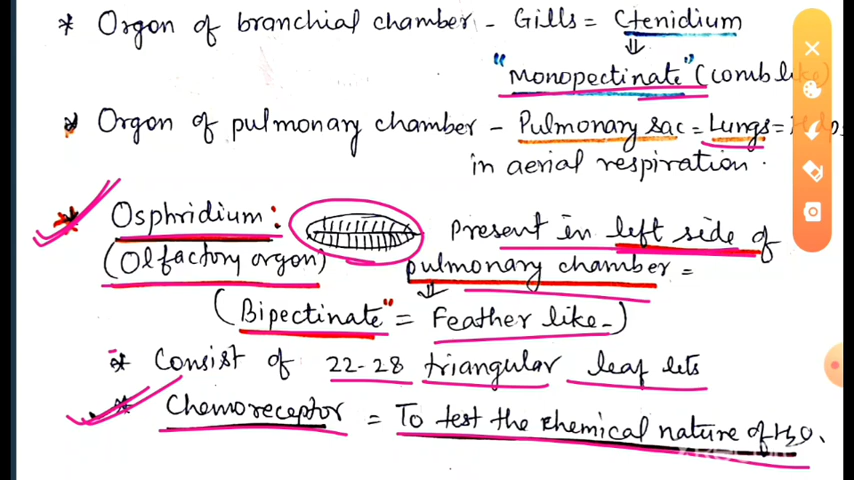 * Organ of branchial chamber - Gills = Ctenidium
⇓
"Monopectinate" (comb like)
* Organ of pulmonary chamber - Pulmonary sac = Lungs =
in aerial respiration.
* Osphridium: Present in left side of
(Olfactory organ) pulmonary chamber =
⇓
(Bipectinate" = Feather like-)
* Consist of 22-28 triangular leaf lets
* Chemoreceptor = To test the chemical nature of H2O.